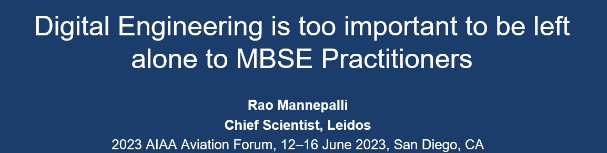 Digital Engineering is too important to be left
alone to MBSE Practitioners
Rao Mannepalli
Chief Scientist, Leidos
2023 AIAA Aviation Forum, 12–16 June 2023, San Diego, CA